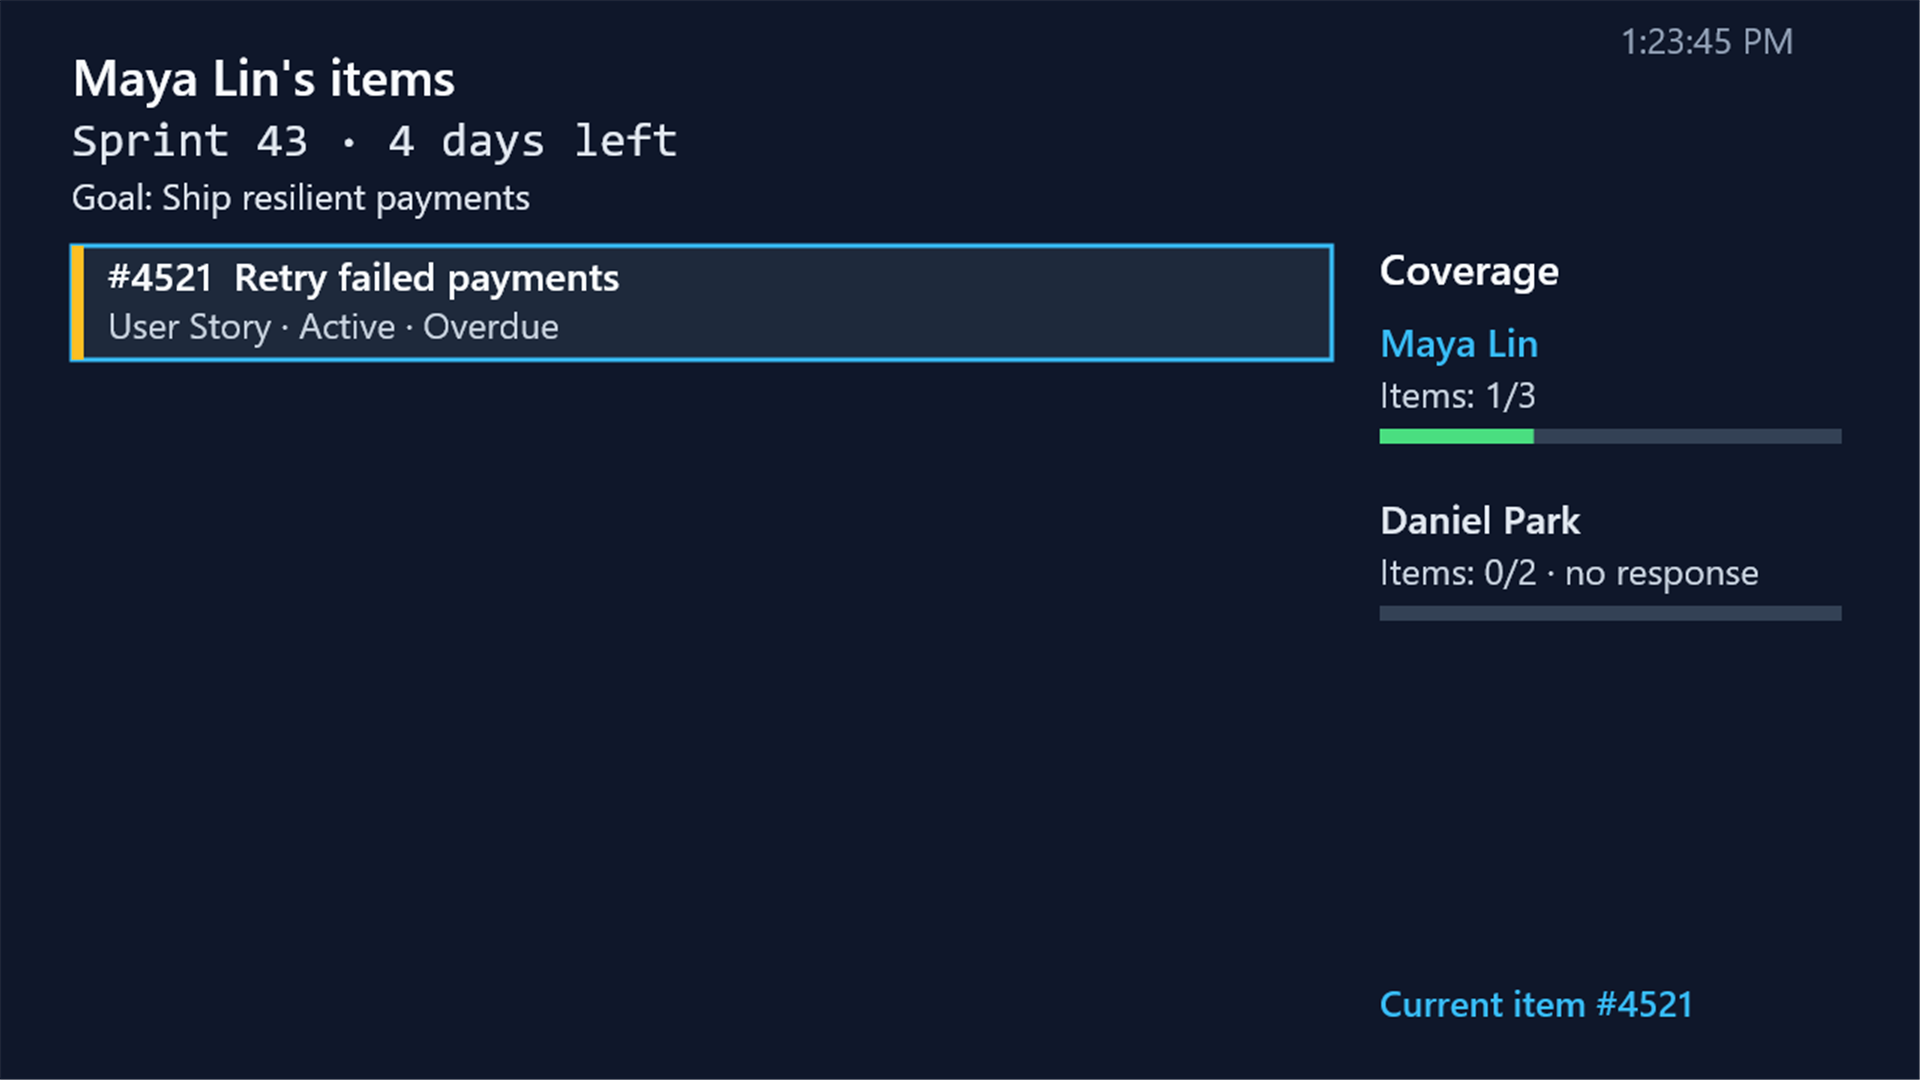 1:23:45 PM
Maya Lin's items
Sprint 43 · 4 days left
Goal: Ship resilient payments
#4521 Retry failed payments
User Story · Active · Overdue
Coverage
Maya Lin
Items: 1/3
Daniel Park
Items: 0/2 · no response
Current item #4521